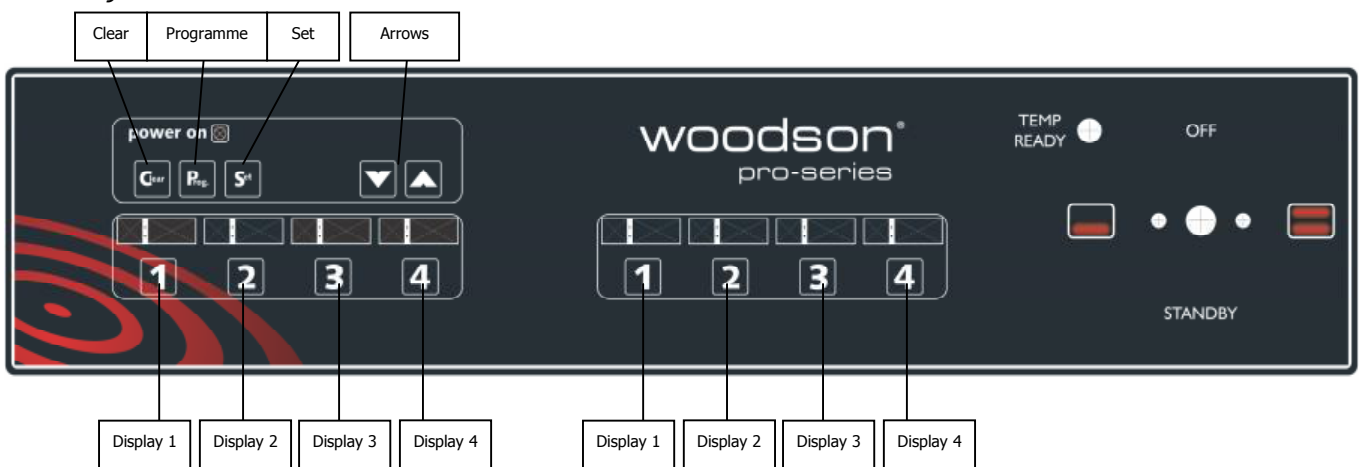 Clear Programme Set Arrows
power on
Clear Prog. Set
woodson®
pro-series
TEMP
READY
OFF
1 2 3 4
1 2 3 4
STANDBY
Display 1 Display 2 Display 3 Display 4
Display 1 Display 2 Display 3 Display 4